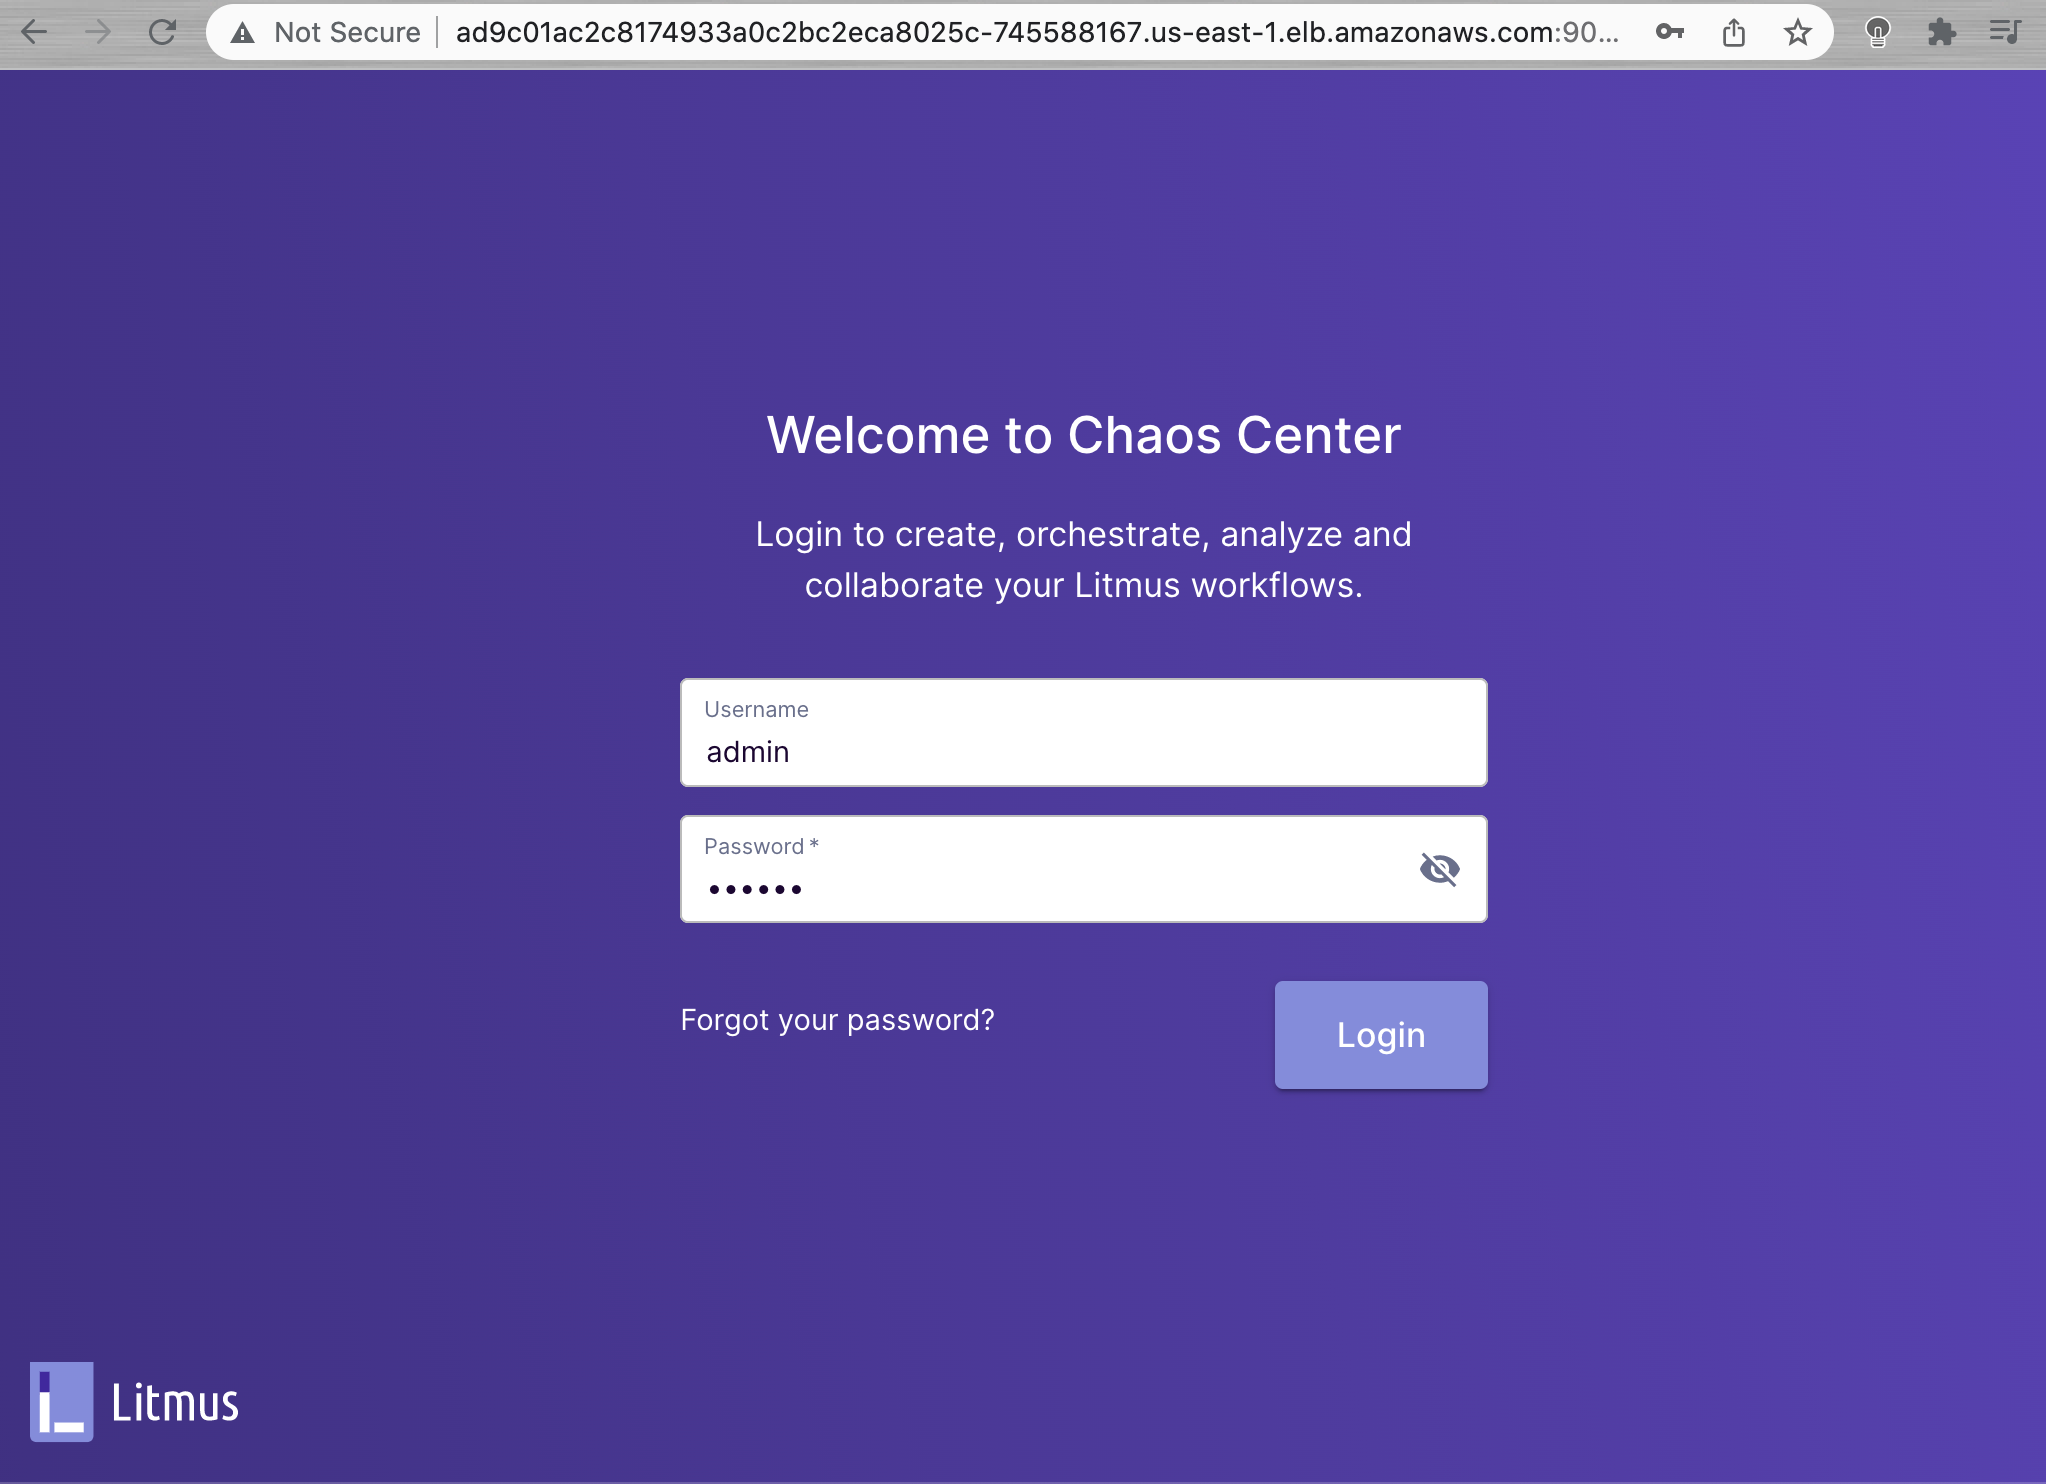 Not Secure ad9c01ac2c8174933a0c2bc2eca8025c-745588167.us-east-1.elb.amazonaws.com:90...
Welcome to Chaos Center
Login to create, orchestrate, analyze and
collaborate your Litmus workflows.
Username
admin
Password *
••••••
Forgot your password?
Login
Litmus